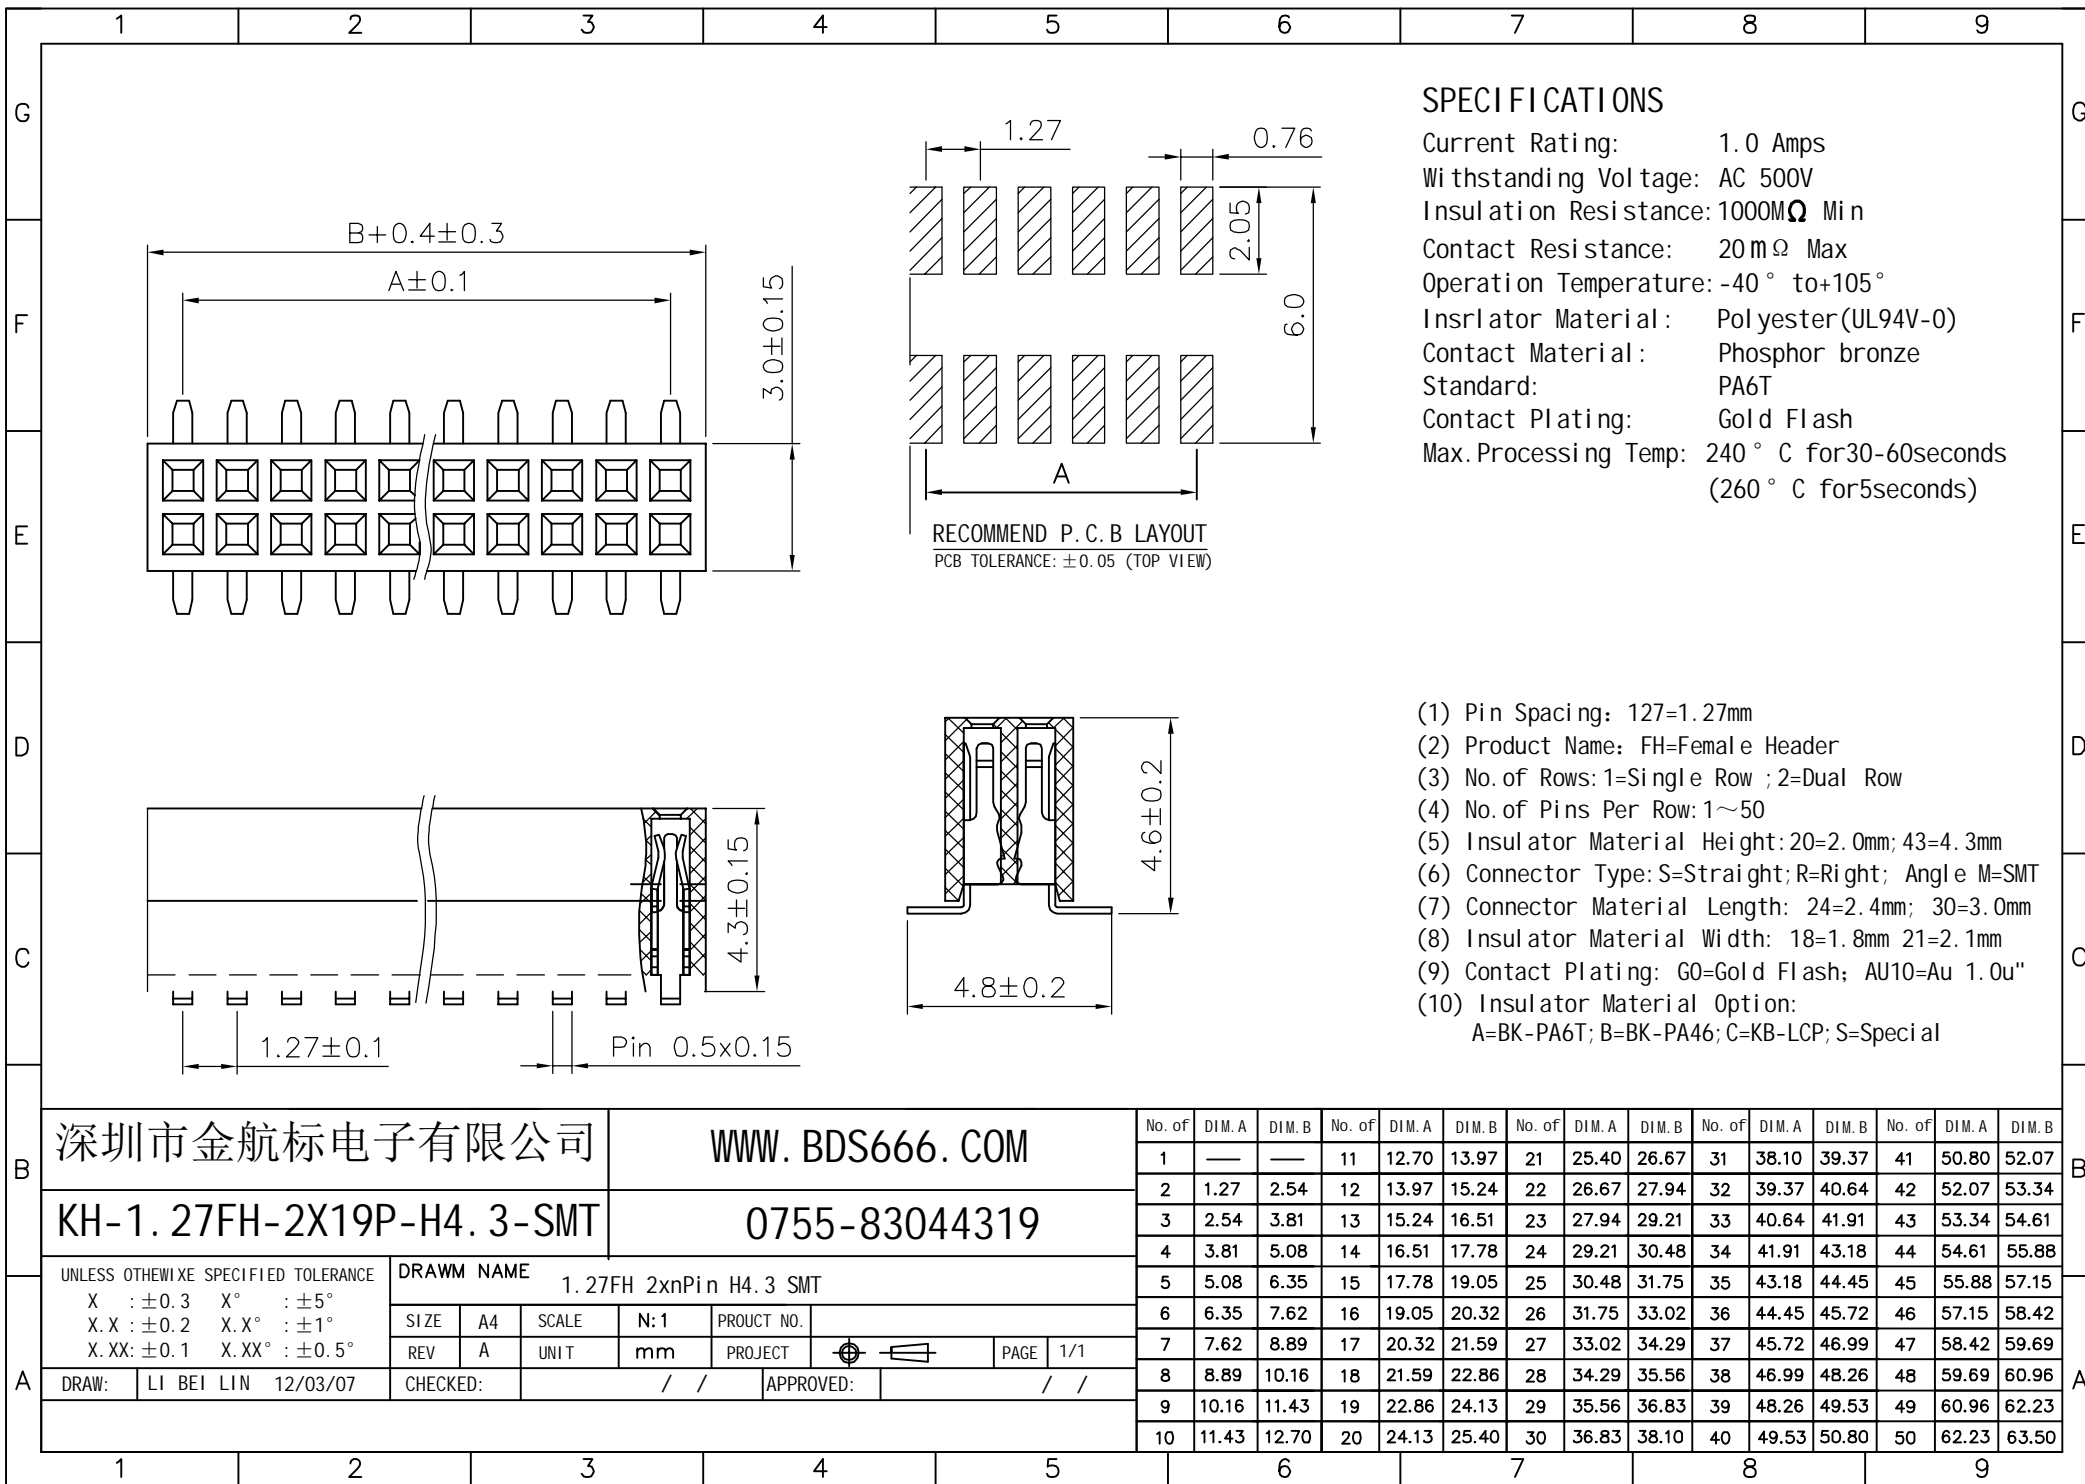 1 2 3 4 5 6 7 8 9
G
G
F
F
E
E
D
D
C
C
B
B
A
A
B+0.4±0.3
A±0.1
3.0±0.15
1.27
0.76
2.05
6.0
A
RECOMMEND P.C.B LAYOUT
PCB TOLERANCE: ±0.05 (TOP VIEW)
SPECIFICATIONS
Current Rating: 1.0 Amps
Withstanding Voltage: AC 500V
Insulation Resistance: 1000MΩ Min
Contact Resistance: 20mΩ Max
Operation Temperature: -40° to+105°
Insrlator Material: Polyester(UL94V-0)
Contact Material: Phosphor bronze
Standard: PA6T
Contact Plating: Gold Flash
Max.Processing Temp: 240°C for30-60seconds
(260°C for5seconds)
4.3±0.15
1.27±0.1
Pin 0.5x0.15
4.6±0.2
4.8±0.2
(1) Pin Spacing: 127=1.27mm
(2) Product Name: FH=Female Header
(3) No.of Rows:1=Single Row ;2=Dual Row
(4) No.of Pins Per Row:1～50
(5) Insulator Material Height:20=2.0mm;43=4.3mm
(6) Connector Type:S=Straight;R=Right; Angle M=SMT
(7) Connector Material Length: 24=2.4mm; 30=3.0mm
(8) Insulator Material Width: 18=1.8mm 21=2.1mm
(9) Contact Plating: G0=Gold Flash; AU10=Au 1.0u"
(10) Insulator Material Option:
A=BK-PA6T;B=BK-PA46;C=KB-LCP;S=Special
深圳市金航标电子有限公司
WWW.BDS666.COM
KH-1.27FH-2X19P-H4.3-SMT
0755-83044319
UNLESS OTHEWIXE SPECIFIED TOLERANCE
X :±0.3 X° :±5°
X.X :±0.2 X.X° :±1°
X.XX:±0.1 X.XX° :±0.5°
DRAWM NAME 1.27FH 2xnPin H4.3 SMT
SIZE A4 SCALE N:1 PROUCT NO.
REV A UNIT mm PROJECT PAGE 1/1
DRAW: LI BEI LIN 12/03/07 CHECKED: / / APPROVED: / /
No.of DIM.A DIM.B No.of DIM.A DIM.B No.of DIM.A DIM.B No.of DIM.A DIM.B No.of DIM.A DIM.B
1 — — 11 12.70 13.97 21 25.40 26.67 31 38.10 39.37 41 50.80 52.07
2 1.27 2.54 12 13.97 15.24 22 26.67 27.94 32 39.37 40.64 42 52.07 53.34
3 2.54 3.81 13 15.24 16.51 23 27.94 29.21 33 40.64 41.91 43 53.34 54.61
4 3.81 5.08 14 16.51 17.78 24 29.21 30.48 34 41.91 43.18 44 54.61 55.88
5 5.08 6.35 15 17.78 19.05 25 30.48 31.75 35 43.18 44.45 45 55.88 57.15
6 6.35 7.62 16 19.05 20.32 26 31.75 33.02 36 44.45 45.72 46 57.15 58.42
7 7.62 8.89 17 20.32 21.59 27 33.02 34.29 37 45.72 46.99 47 58.42 59.69
8 8.89 10.16 18 21.59 22.86 28 34.29 35.56 38 46.99 48.26 48 59.69 60.96
9 10.16 11.43 19 22.86 24.13 29 35.56 36.83 39 48.26 49.53 49 60.96 62.23
10 11.43 12.70 20 24.13 25.40 30 36.83 38.10 40 49.53 50.80 50 62.23 63.50
1 2 3 4 5 6 7 8 9